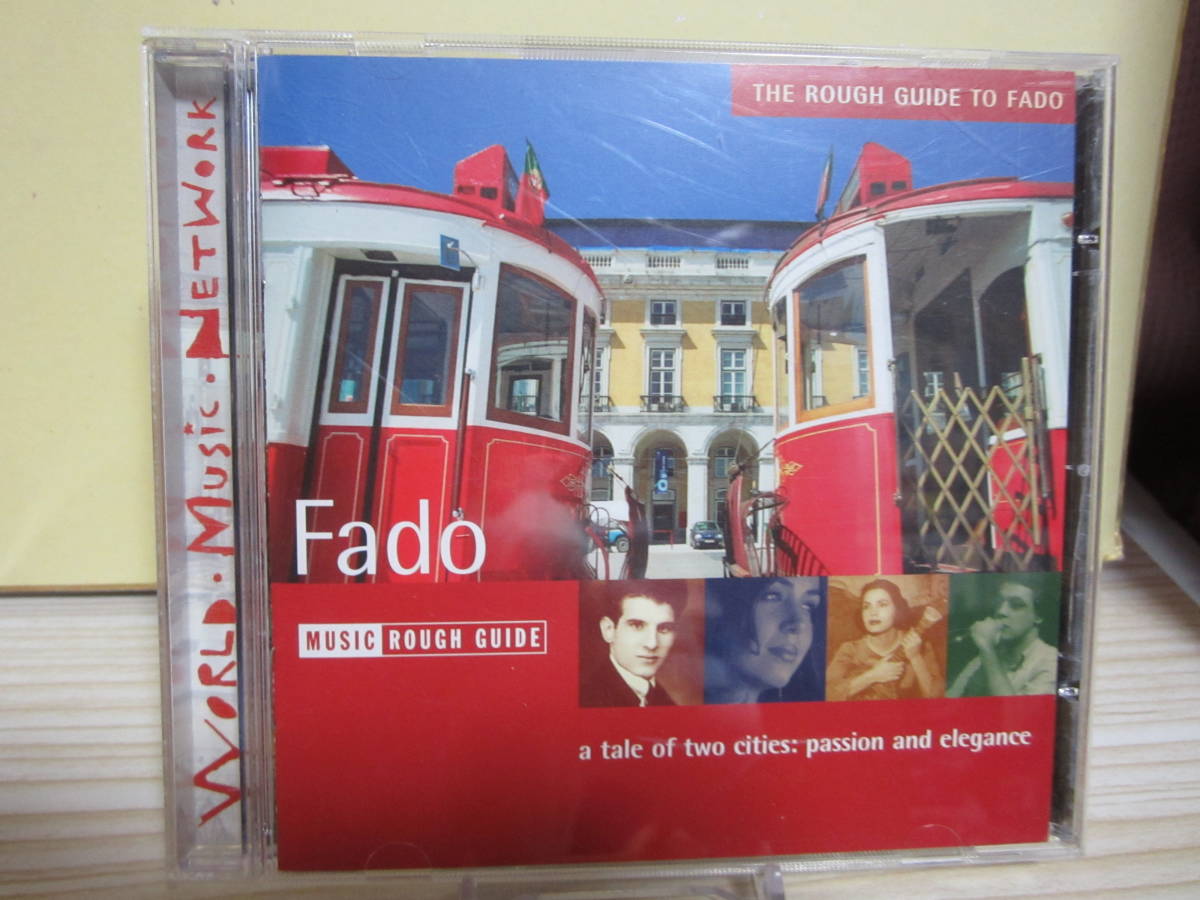 WORLD · MUSIC · NETWORK
THE ROUGH GUIDE TO FADO
Fado
MUSIC ROUGH GUIDE
a tale of two cities: passion and elegance